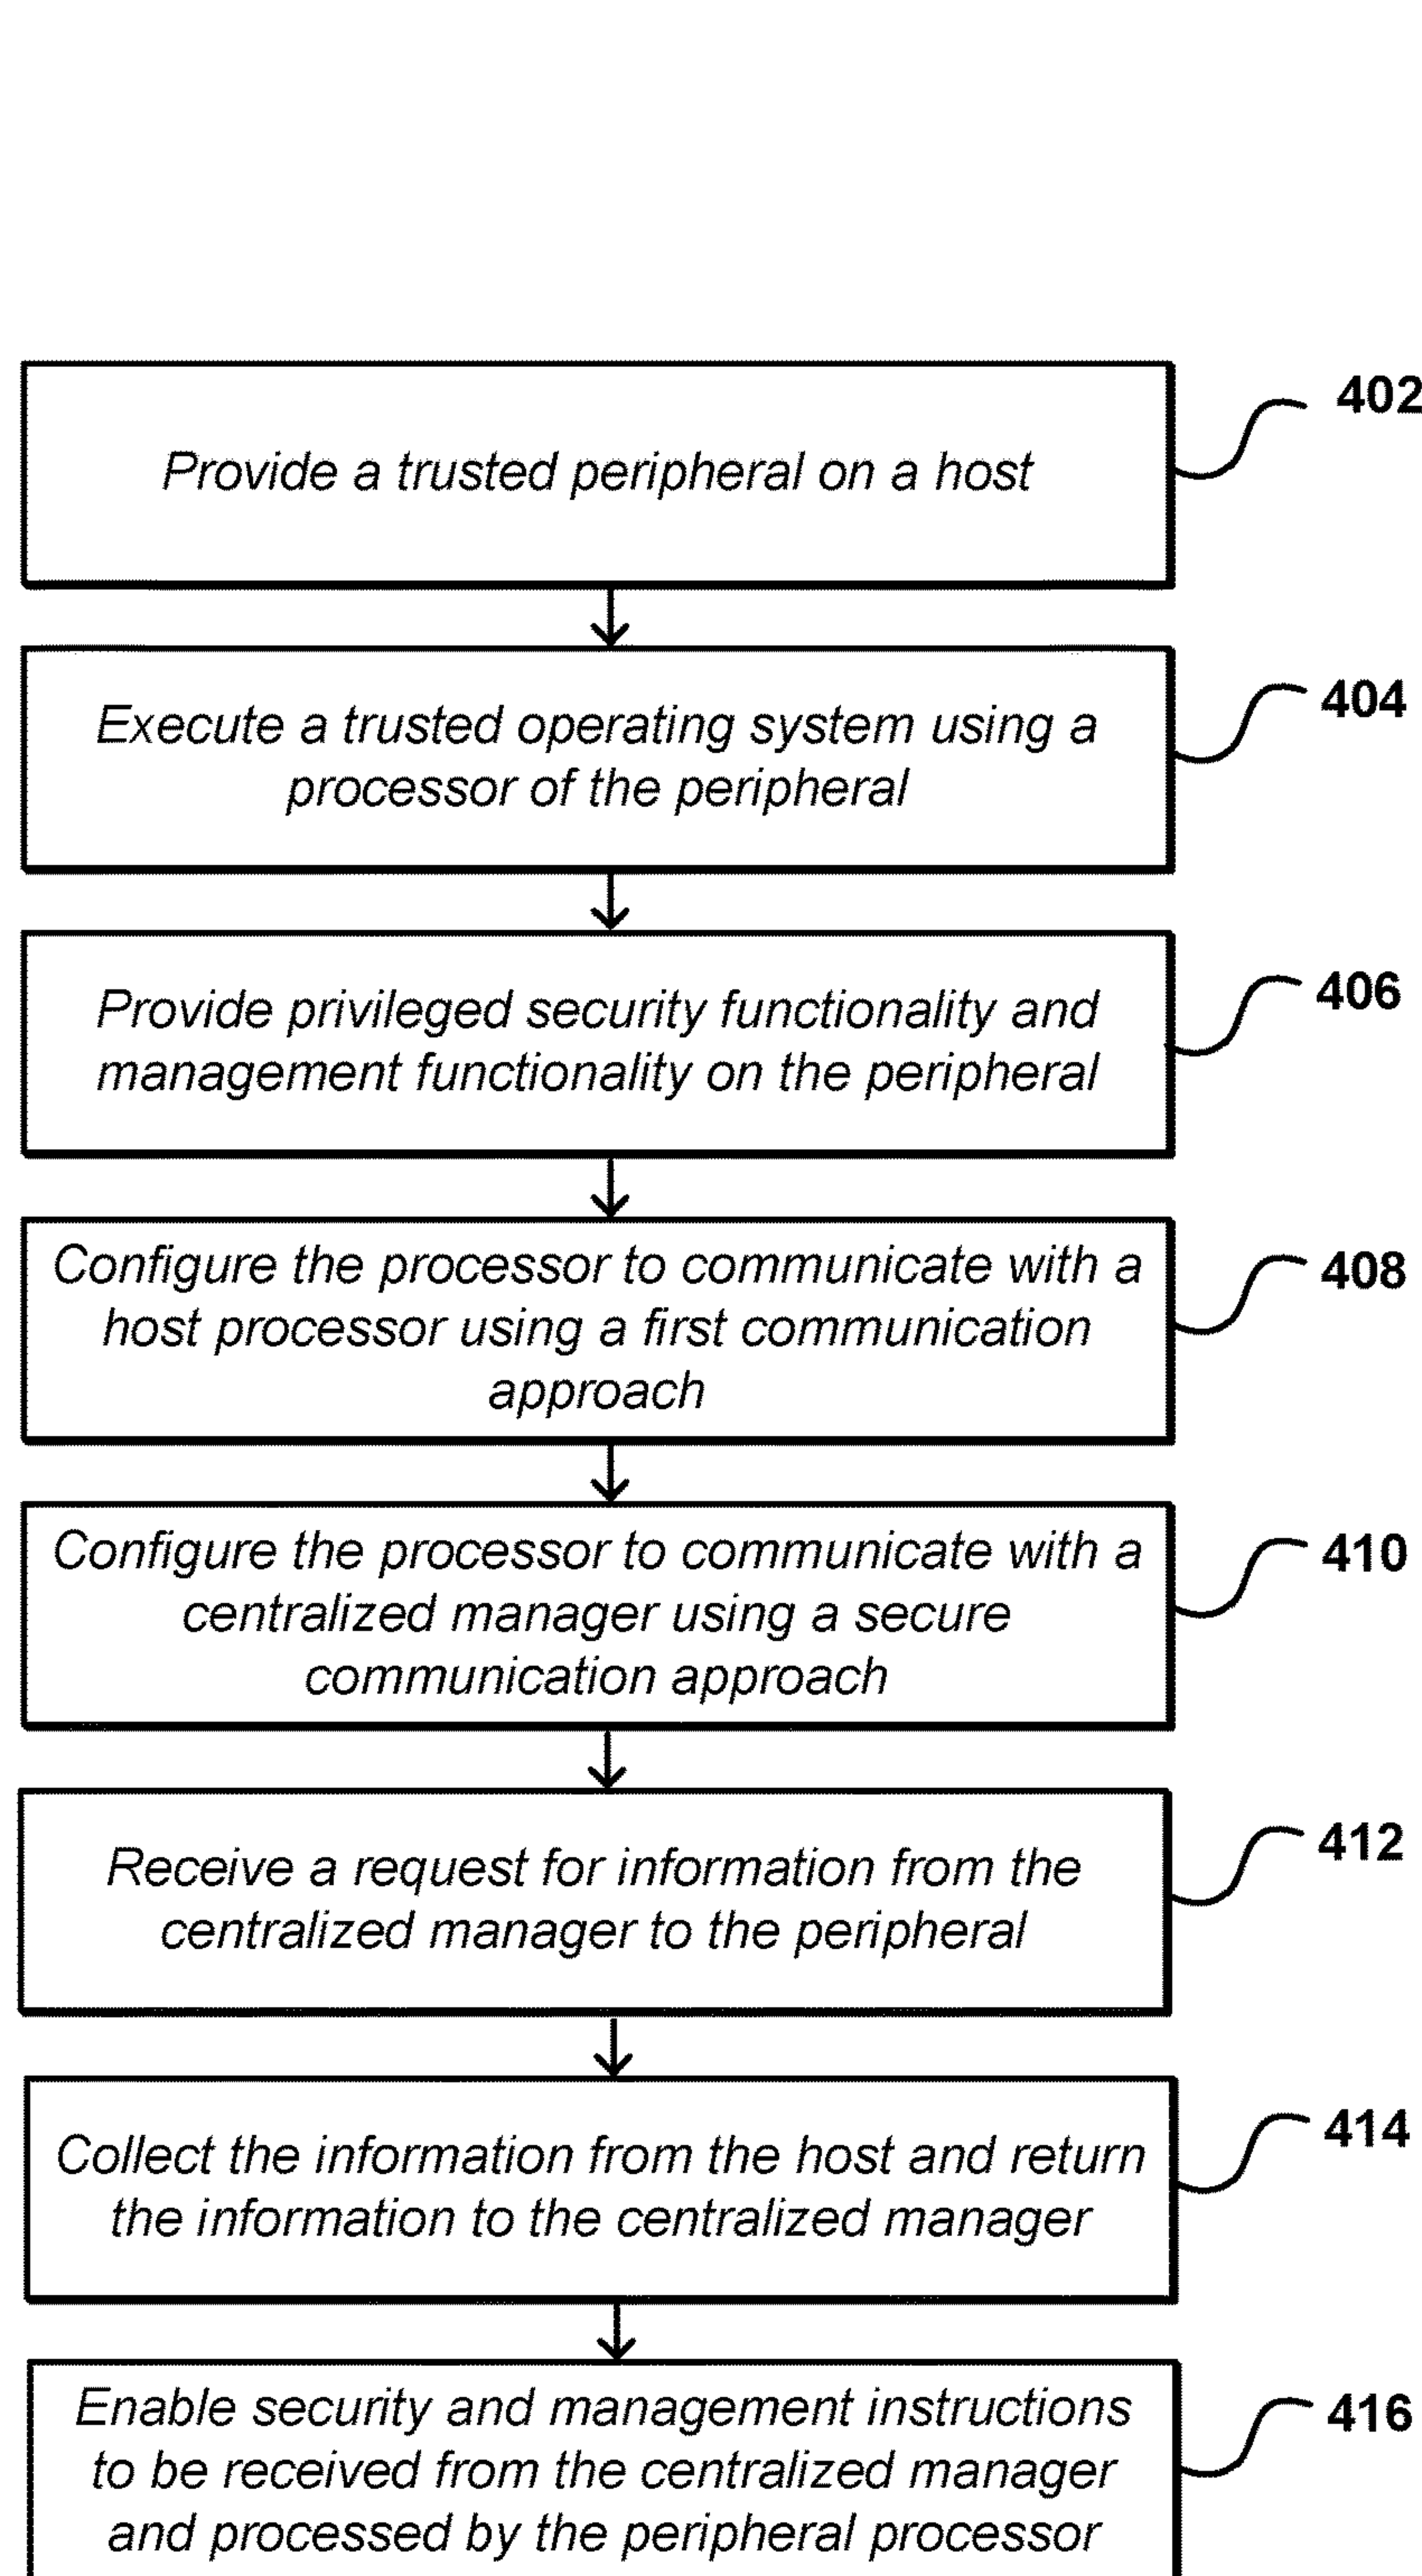 402
Provide a trusted peripheral on a host
404
Execute a trusted operating system using a
processor of the peripheral
406
Provide privileged security functionality and
management functionality on the peripheral
408
Configure the processor to communicate with a
host processor using a first communication
approach
410
Configure the processor to communicate with a
centralized manager using a secure
communication approach
412
Receive a request for information from the
centralized manager to the peripheral
414
Collect the information from the host and return
the information to the centralized manager
416
Enable security and management instructions
to be received from the centralized manager
and processed by the peripheral processor